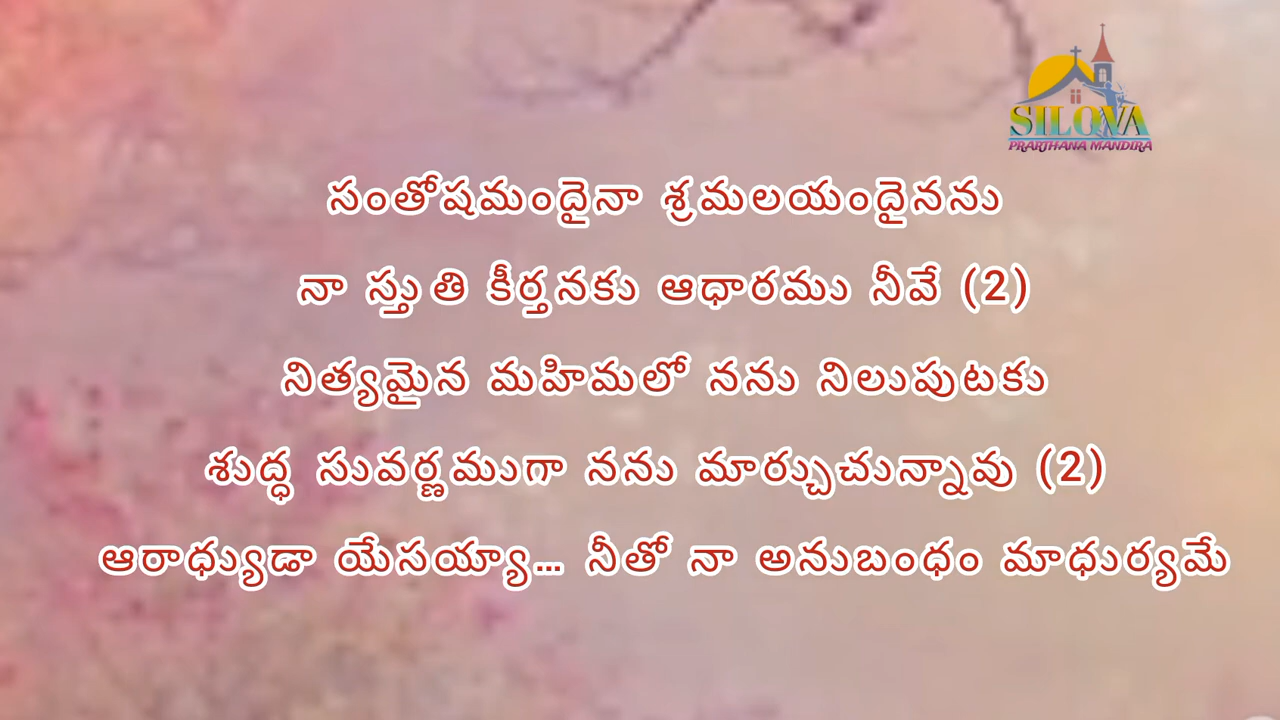 SILOVA
PRARTHANA MANDIRA
సంతోషమందైనా శ్రమలయందైనను
నా స్తుతి కీర్తనకు ఆధారము నీవే (2)
నిత్యమైన మహిమలో నను నిలుపుటకు
శుద్ధ సువర్ణముగా నను మార్చుచున్నావు (2)
ఆరాధ్యుడా యేసయ్యా... నీతో నా అనుబంధం మాధుర్యమే